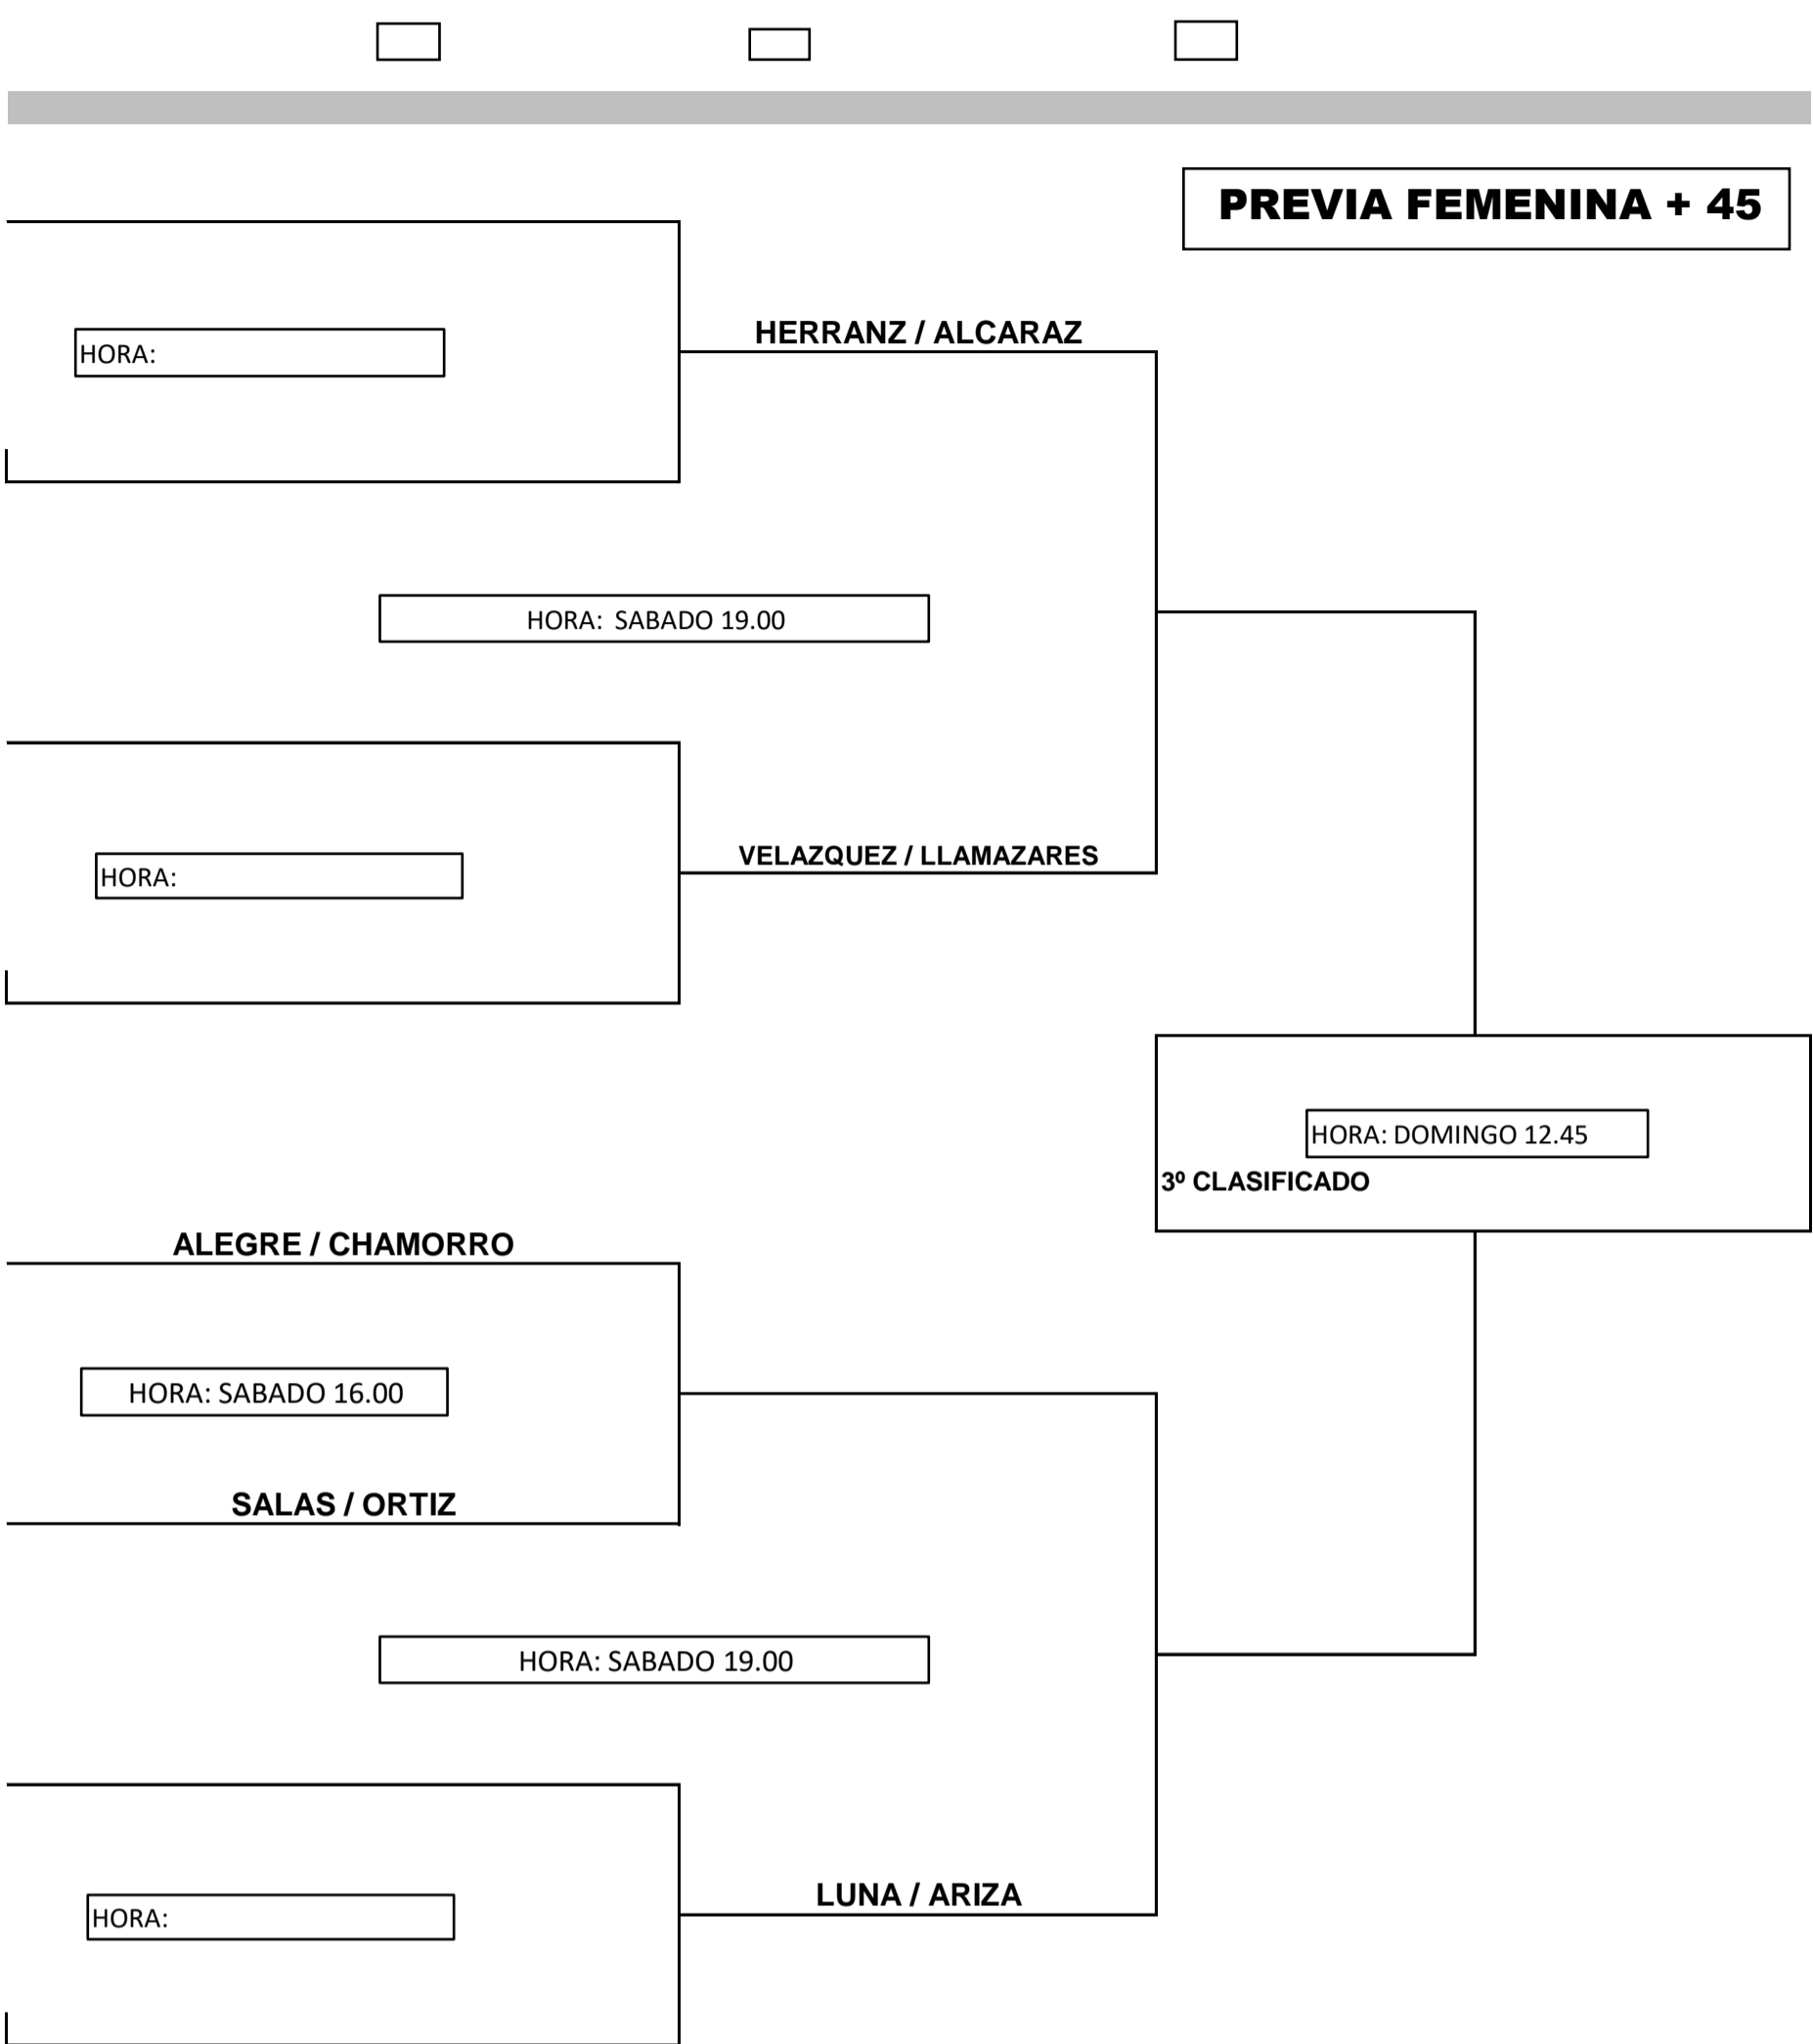 PREVIA FEMENINA + 45
HERRANZ / ALCARAZ
HORA:
HORA: SABADO 19.00
VELAZQUEZ / LLAMAZARES
HORA:
HORA: DOMINGO 12.45
3º CLASIFICADO
ALEGRE / CHAMORRO
HORA: SABADO 16.00
SALAS / ORTIZ
HORA: SABADO 19.00
LUNA / ARIZA
HORA: